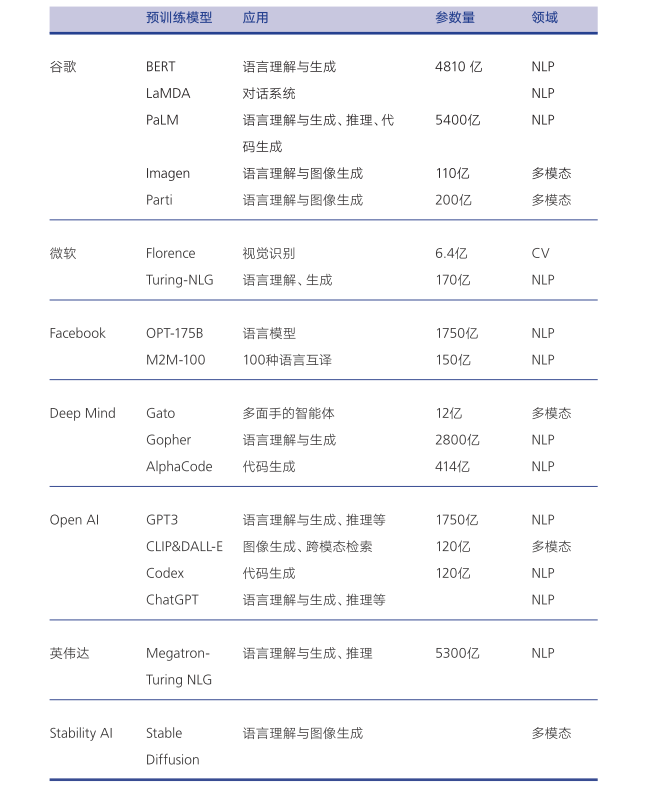 预训练模型 应用 参数量 领域
谷歌 BERT 语言理解与生成 4810 亿 NLP
LaMDA 对话系统 NLP
PaLM 语言理解与生成、推理、代 5400亿 NLP
码生成
Imagen 语言理解与图像生成 110亿 多模态
Parti 语言理解与图像生成 200亿 多模态
微软 Florence 视觉识别 6.4亿 CV
Turing-NLG 语言理解、生成 170亿 NLP
Facebook OPT-175B 语言模型 1750亿 NLP
M2M-100 100种语言互译 150亿 NLP
Deep Mind Gato 多面手的智能体 12亿 多模态
Gopher 语言理解与生成 2800亿 NLP
AlphaCode 代码生成 414亿 NLP
Open AI GPT3 语言理解与生成、推理等 1750亿 NLP
CLIP&DALL-E 图像生成、跨模态检索 120亿 多模态
Codex 代码生成 120亿 NLP
ChatGPT 语言理解与生成、推理等 NLP
英伟达 Megatron- 语言理解与生成、推理 5300亿 NLP
Turing NLG
Stability AI Stable 语言理解与图像生成 多模态
Diffusion